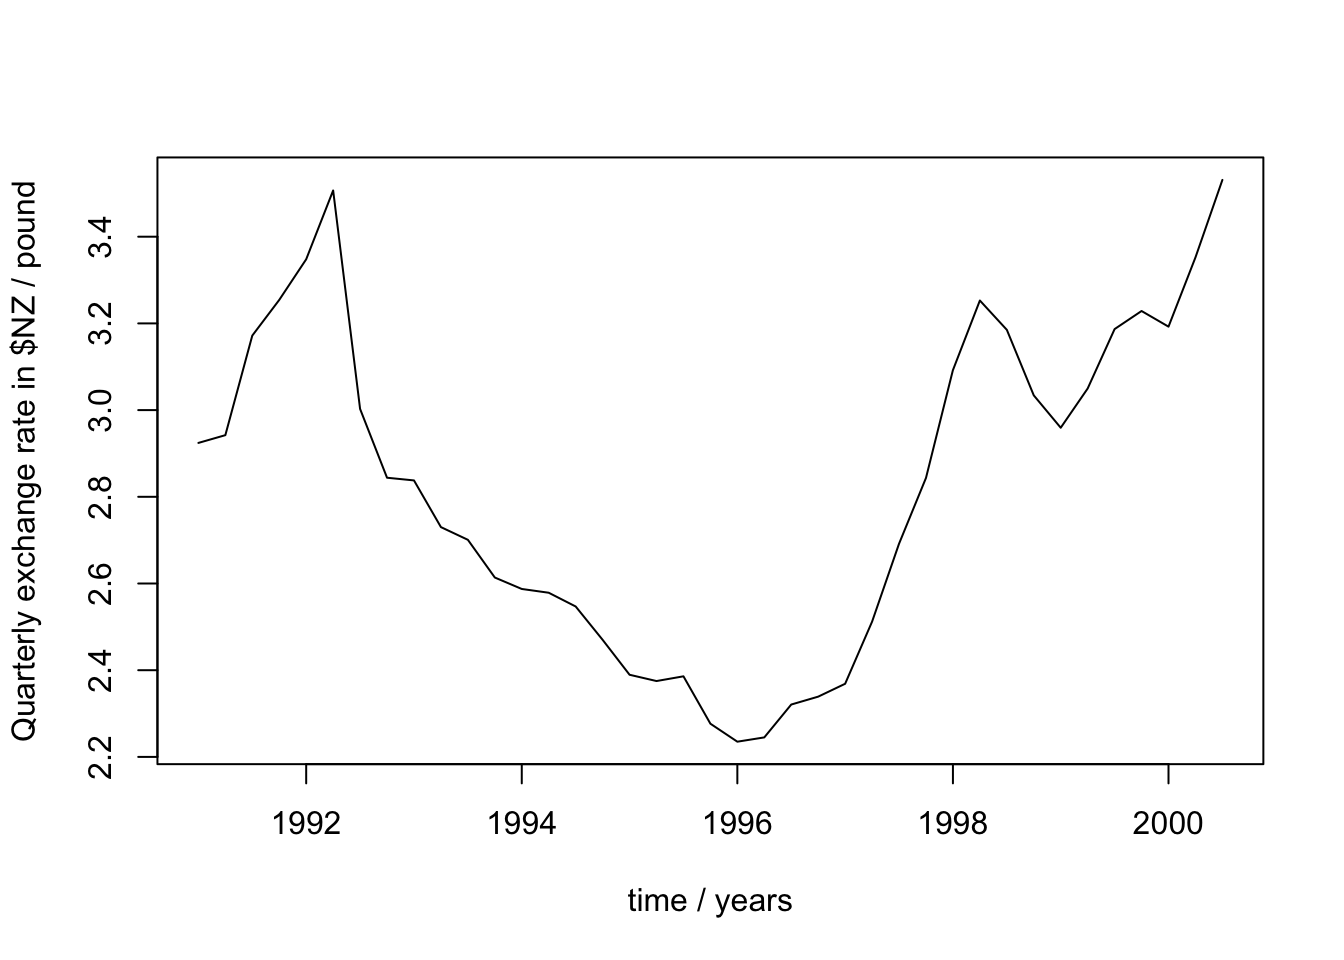 Quarterly exchange rate in $NZ / pound
3.4
3.2
3.0
2.8
2.6
2.4
2.2
1992 1994 1996 1998 2000
time / years